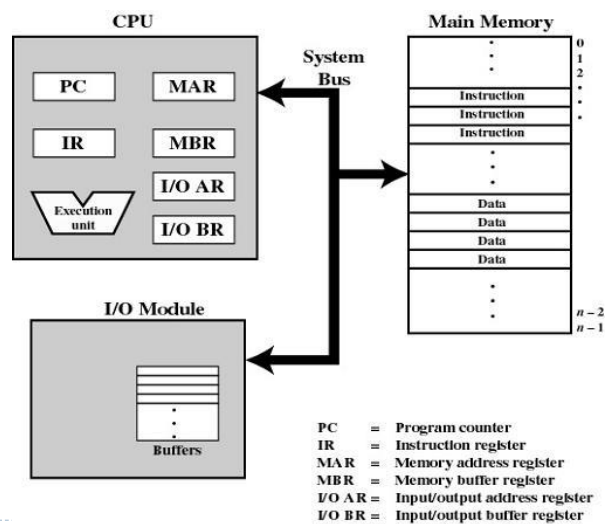 CPU
Main Memory
System
Bus
PC
MAR
IR
MBR
Execution
unit
I/O AR
I/O BR
0
1
2
Instruction
Instruction
Instruction
Data
Data
Data
Data
n – 2
n – 1
I/O Module
Buffers
PC = Program counter
IR = Instruction register
MAR = Memory address register
MBR = Memory buffer register
I/O AR = Input/output address register
I/O BR = Input/output buffer register